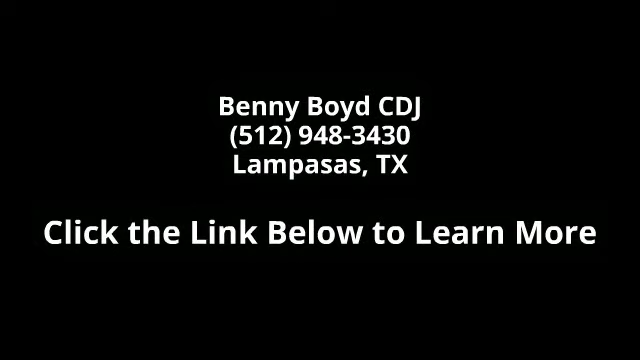 Benny Boyd CDJ
(512) 948-3430
Lampasas, TX
Click the Link Below to Learn More